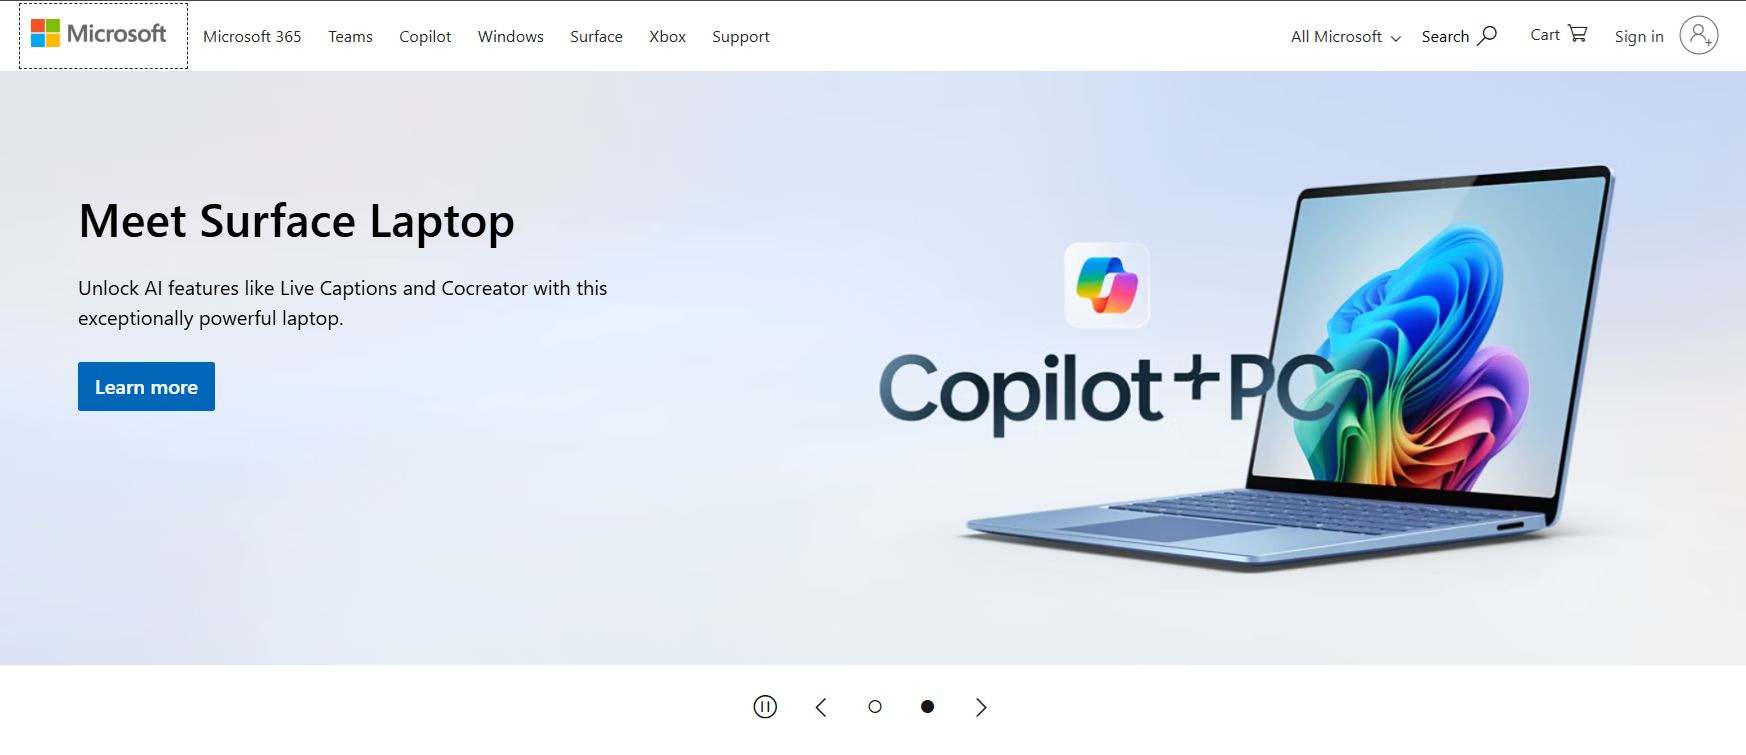 Microsoft
Microsoft 365 Teams Copilot Windows Surface Xbox Support
All Microsoft Search Cart Sign in
Meet Surface Laptop
Unlock AI features like Live Captions and Cocreator with this
exceptionally powerful laptop.
Learn more
Copilot+PC